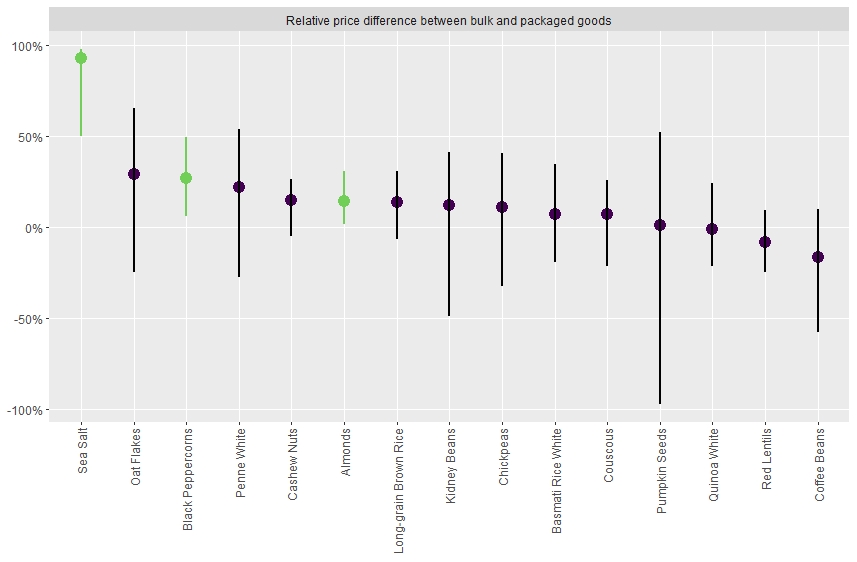 Relative price difference between bulk and packaged goods
100%
50%
0%
-50%
-100%
Sea Salt
Oat Flakes
Black Peppercorns
Penne White
Cashew Nuts
Almonds
Long-grain Brown Rice
Kidney Beans
Chickpeas
Basmati Rice White
Couscous
Pumpkin Seeds
Quinoa White
Red Lentils
Coffee Beans